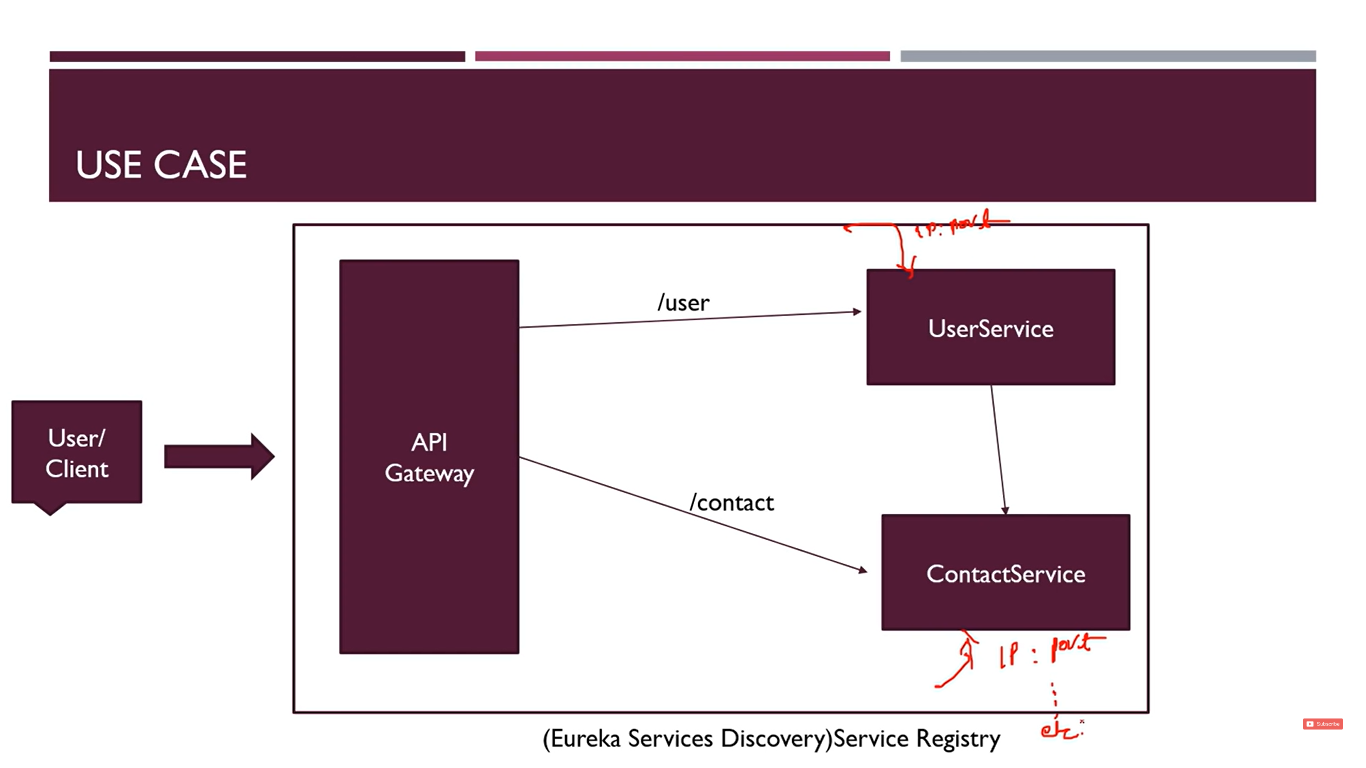 USE CASE
IP: port
/user
UserService
User/
Client
API
Gateway
/contact
ContactService
IP : port
etc.
(Eureka Services Discovery)Service Registry
Subscribe